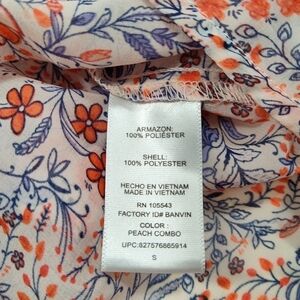 ARMAZON:
100% POLIÉSTER
SHELL:
100% POLYESTER
HECHO EN VIETNAM
MADE IN VIETNAM
RN 105543
FACTORY ID# BANVIN
COLOR :
PEACH COMBO
UPC:827576865914
S